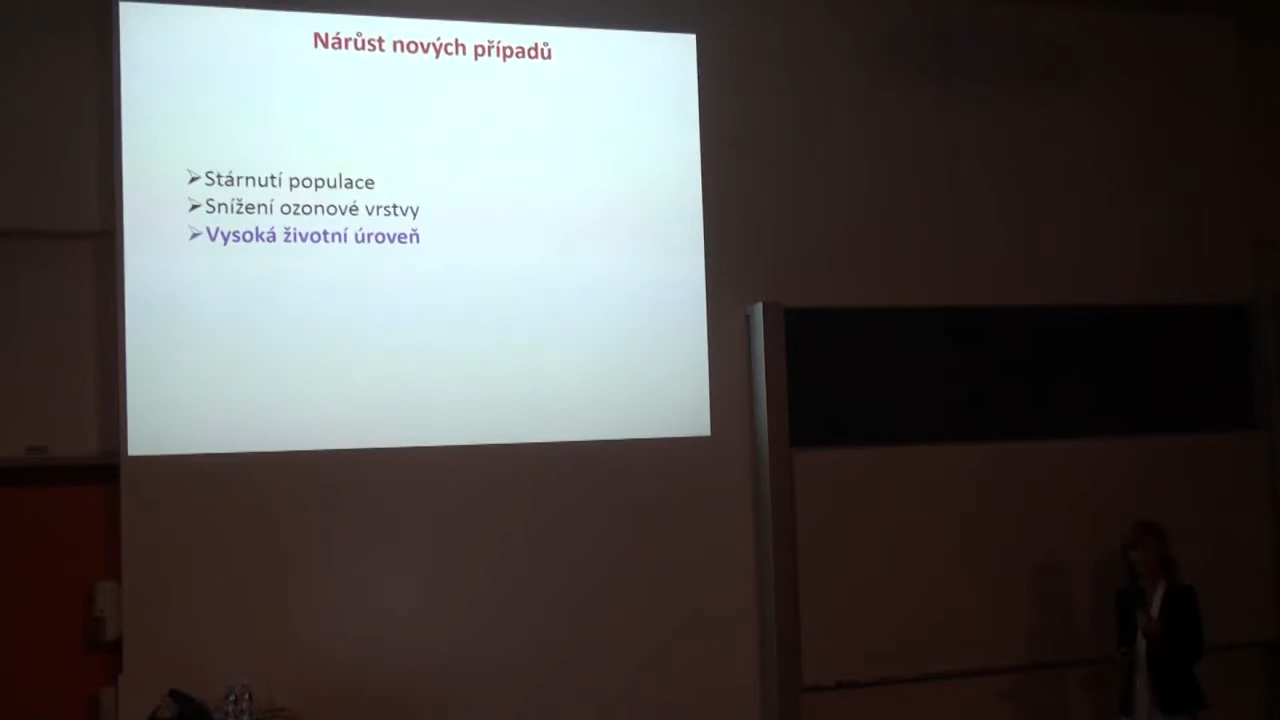 Nárůst nových případů
Stárnutí populace
Snížení ozonové vrstvy
Vysoká životní úroveň